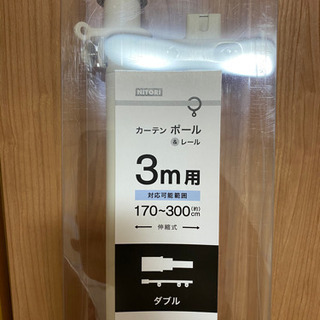 NITORI
カーテン ポール
& レール
3m用
対応可能範囲
170~300(約)cm
伸縮式
ダブル